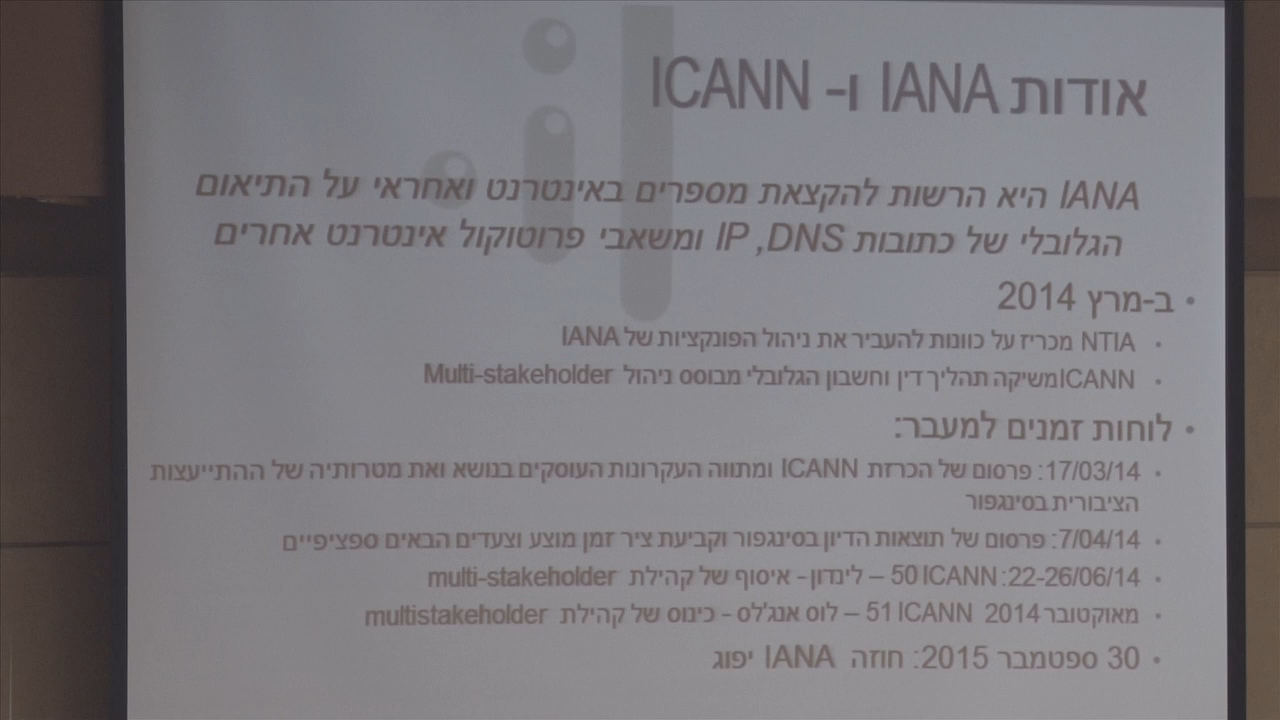 אודות IANA ו- ICANN
IANA היא הרשות להקצאת מספרים באינטרנט ואחראי על התיאום
הגלובלי של כתובות IP ,DNS ומשאבי פרוטוקול אינטרנט אחרים
• ב-מרץ 2014
• NTIA מכריז על כוונות להעביר את ניהול הפונקציות של IANA
• ICANNמשיקה תהליך דין וחשבון הגלובלי מבוסס ניהול Multi-stakeholder
• לוחות זמנים למעבר:
• 17/03/14: פרסום של הכרזת ICANN ומתווה העקרונות העוסקים בנושא ואת מטרותיה של ההתייעצות
הציבורית בסינגפור
• 7/04/14: פרסום של תוצאות הדיון בסינגפור וקביעת ציר זמן מוצע וצעדים הבאים ספציפיים
• 22-26/06/14: ICANN 50 – לינדון - איסוף של קהילת multi-stakeholder
• מאוקטובר 2014 ICANN 51 – לוס אנג'לס - כינוס של קהילת multistakeholder
• 30 ספטמבר 2015: חוזה IANA יפוג